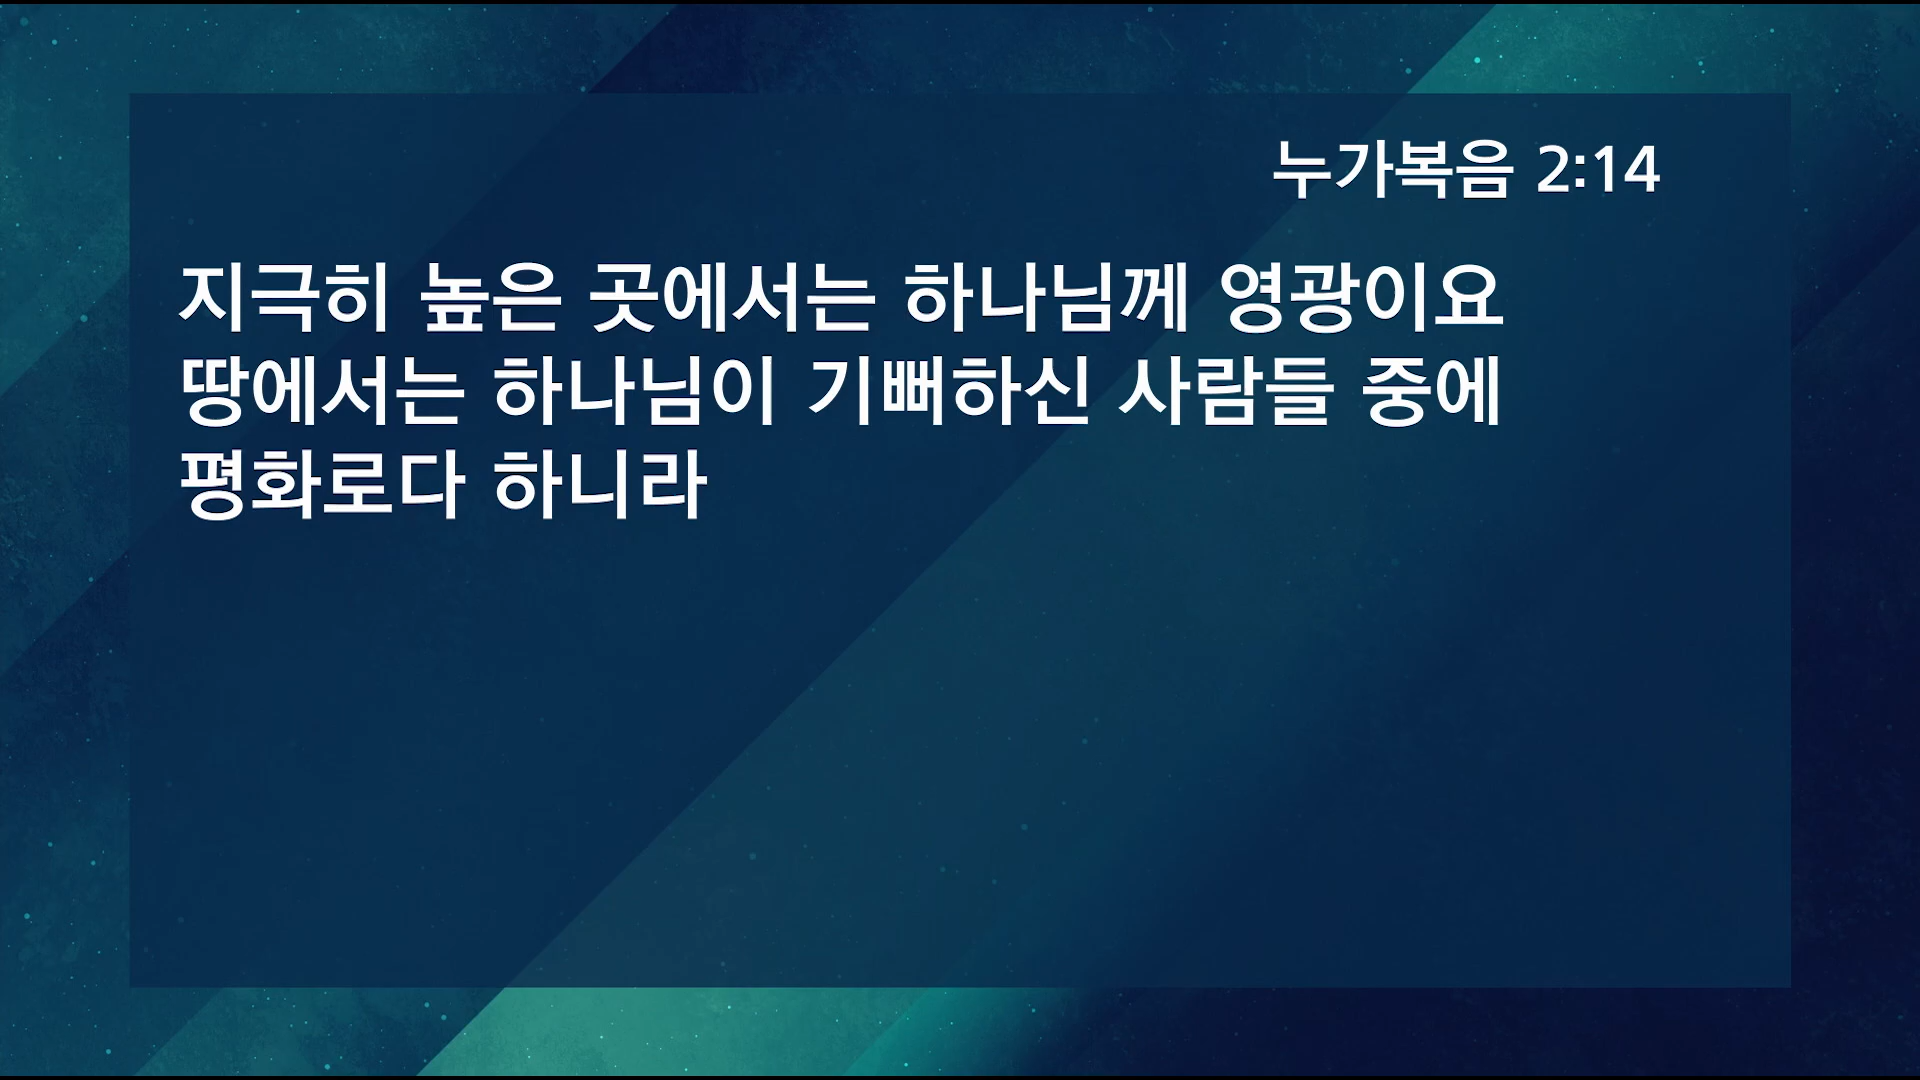 누가복음 2:14
지극히 높은 곳에서는 하나님께 영광이요
땅에서는 하나님이 기뻐하신 사람들 중에
평화로다 하니라